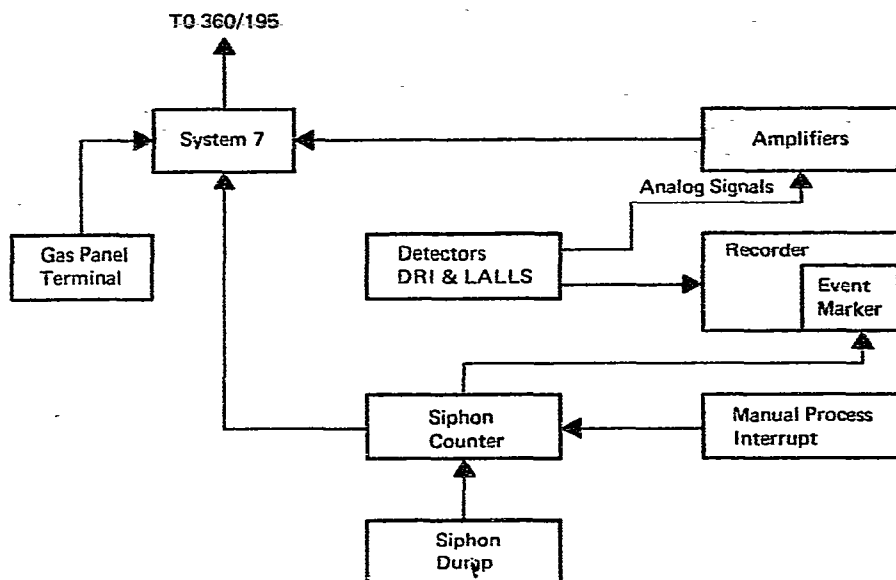 TO 360/195
System 7
Amplifiers
Analog Signals
Gas Panel
Terminal
Detectors
DRI & LALLS
Recorder
Event
Marker
Siphon
Counter
Manual Process
Interrupt
Siphon
Dump